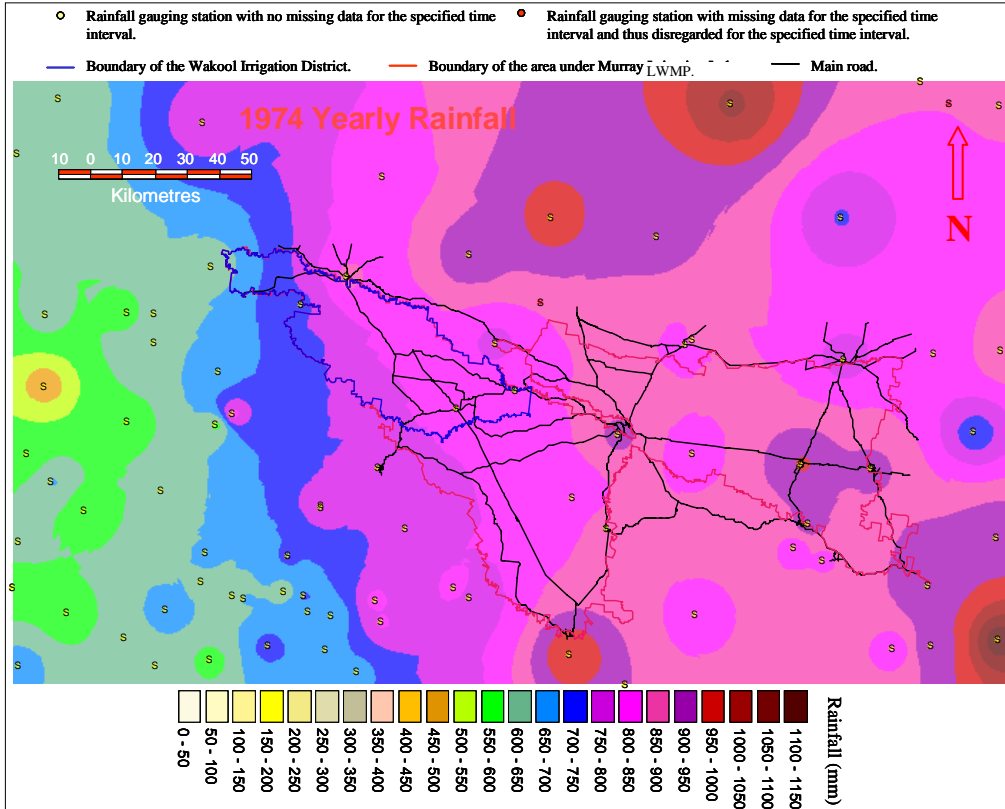 Rainfall gauging station with no missing data for the specified time
interval.
Rainfall gauging station with missing data for the specified time
interval and thus disregarded for the specified time interval.
Boundary of the Wakool Irrigation District.
Boundary of the area under Murray
LWMP.
Main road.
1974 Yearly Rainfall
10 0 10 20 30 40 50
Kilometres
N
0 - 50
50 - 100
100 - 150
150 - 200
200 - 250
250 - 300
300 - 350
350 - 400
400 - 450
450 - 500
500 - 550
550 - 600
600 - 650
650 - 700
700 - 750
750 - 800
800 - 850
850 - 900
900 - 950
950 - 1000
1000 - 1050
1050 - 1100
1100 - 1150
Rainfall (mm)